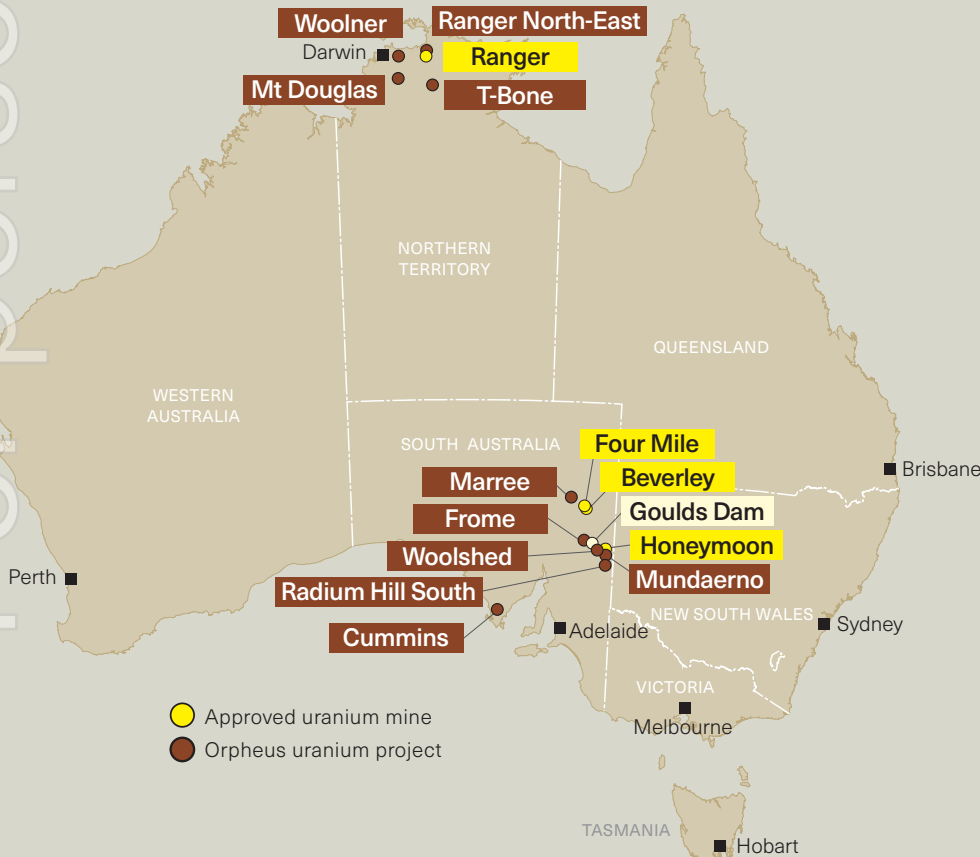 Woolner
Ranger North-East
Darwin
Ranger
Mt Douglas
T-Bone
NORTHERN
TERRITORY
QUEENSLAND
WESTERN
AUSTRALIA
SOUTH AUSTRALIA
Four Mile
Brisbane
Marree
Beverley
Frome
Goulds Dam
Woolshed
Honeymoon
Perth
Mundaerno
Radium Hill South
NEW SOUTH WALES
Sydney
Cummins
Adelaide
VICTORIA
Approved uranium mine
Melbourne
Orpheus uranium project
TASMANIA
Hobart